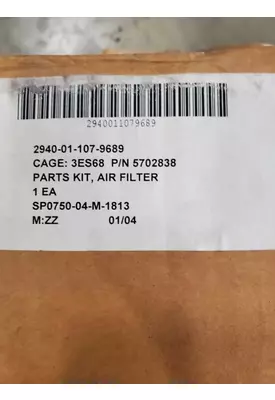 2940011079689
2940-01-107-9689
CAGE: 3ES68 P/N 5702838
PARTS KIT, AIR FILTER
1 EA
SP0750-04-M-1813
M:ZZ 01/04